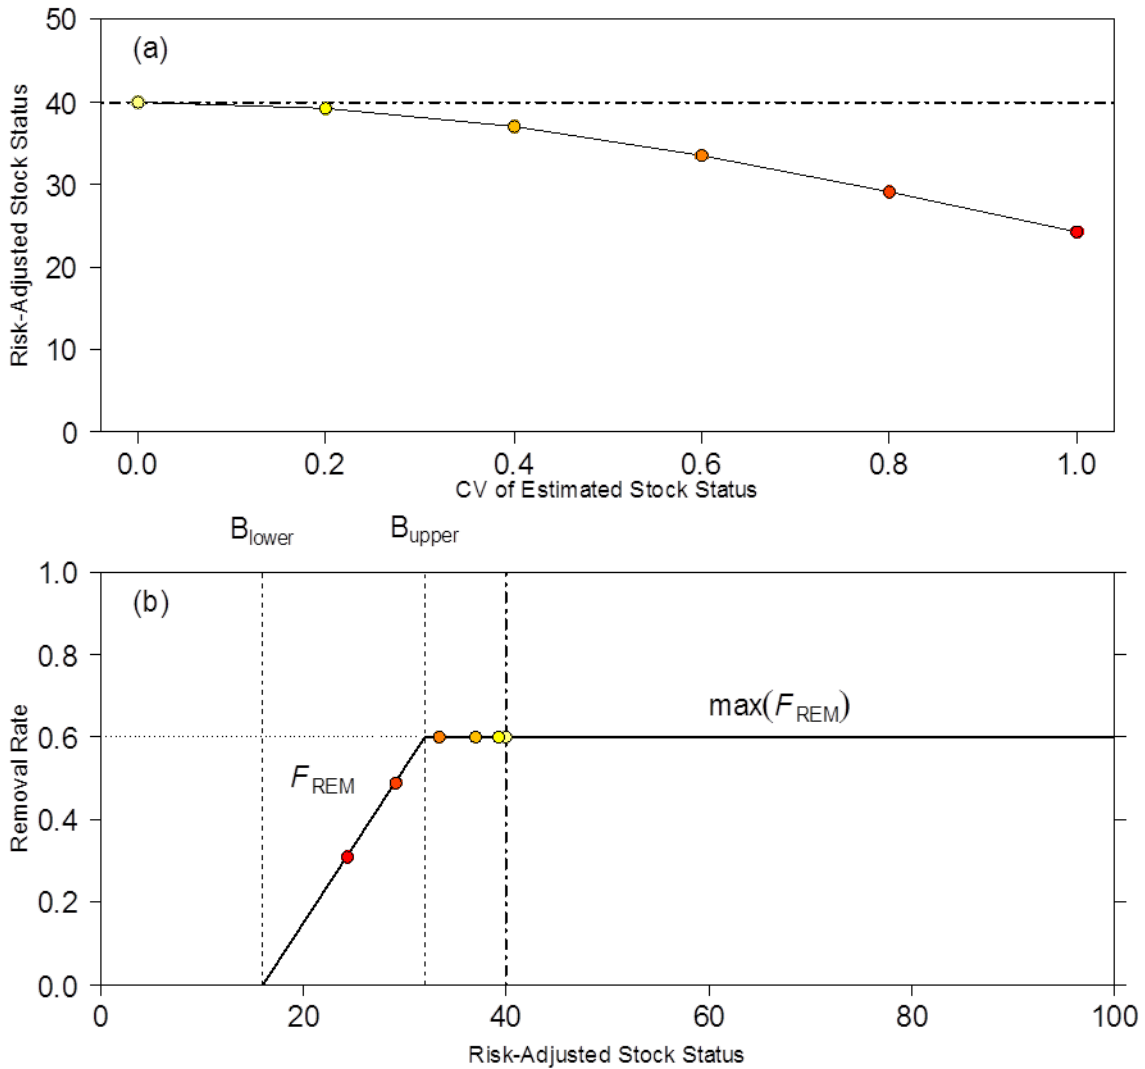 (a)
Risk-Adjusted Stock Status
50
40
30
20
10
0
0.0 0.2 0.4 0.6 0.8 1.0
CV of Estimated Stock Status
Blower Bupper
(b)
Removal Rate
1.0
0.8
0.6
0.4
0.2
0.0
max(FREM)
FREM
0 20 40 60 80 100
Risk-Adjusted Stock Status